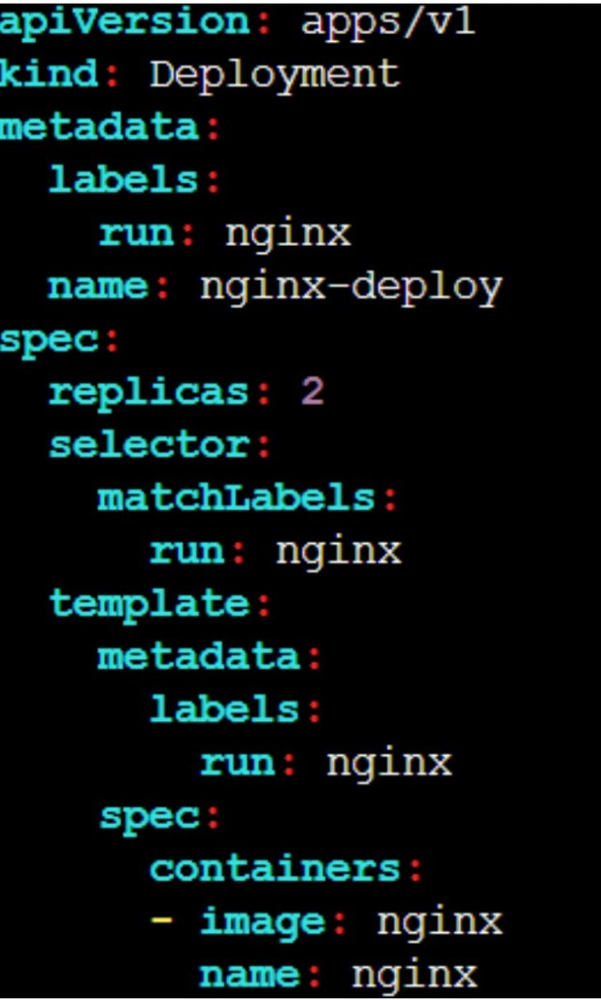 apiVersion: apps/v1
kind: Deployment
metadata:
  labels:
    run: nginx
  name: nginx-deploy
spec:
  replicas: 2
  selector:
    matchLabels:
      run: nginx
  template:
    metadata:
      labels:
        run: nginx
    spec:
      containers:
      - image: nginx
        name: nginx